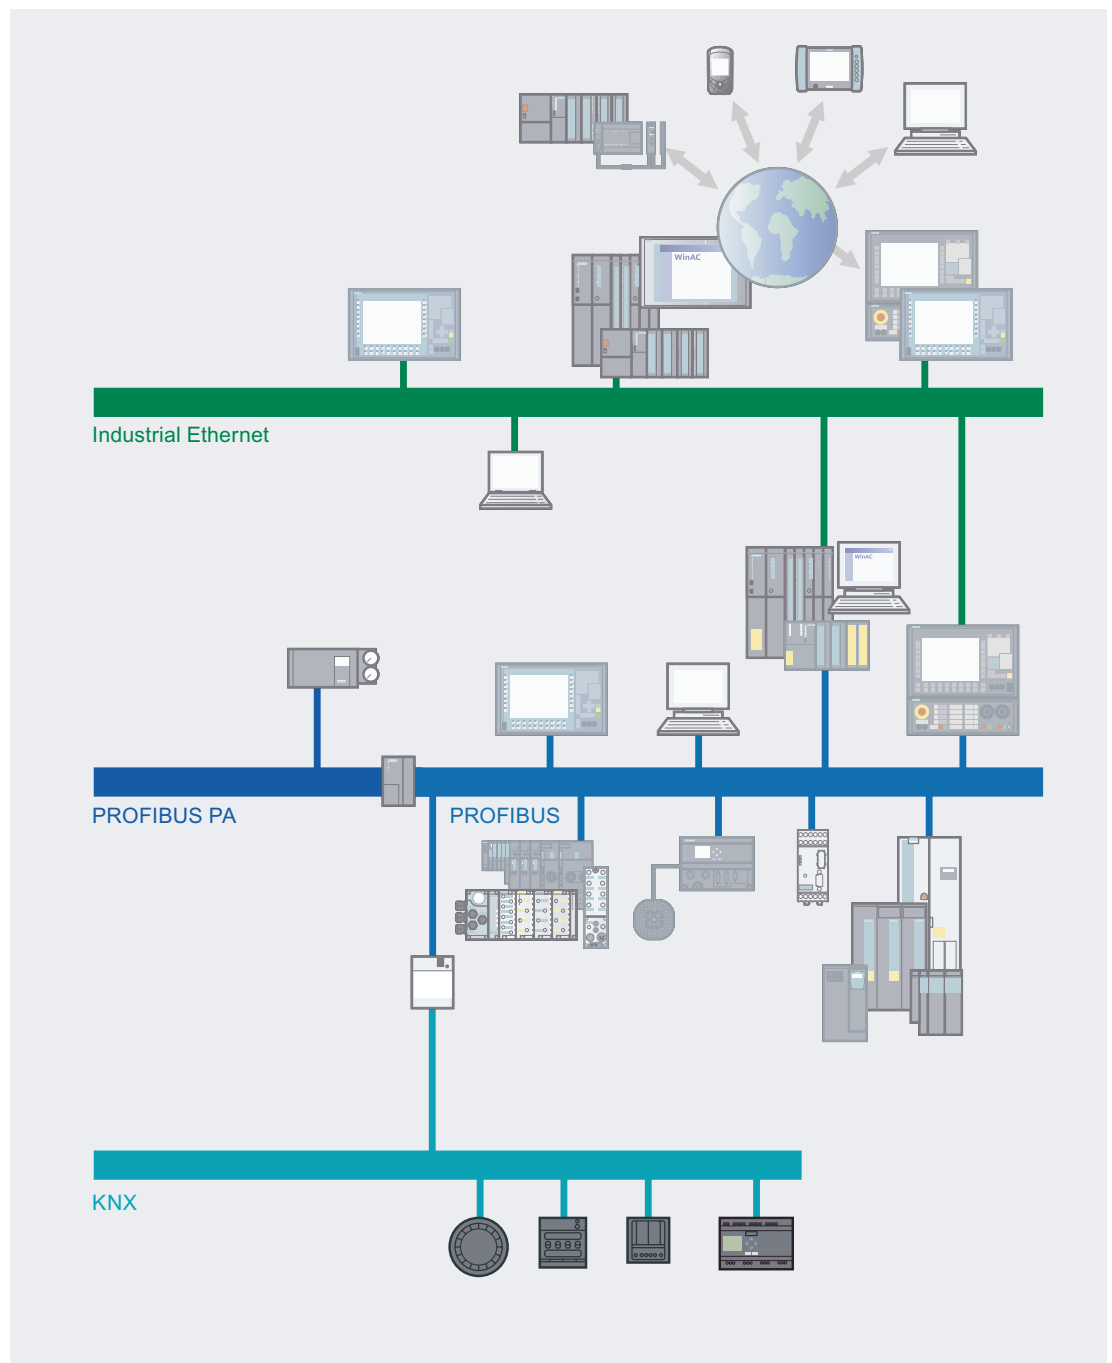 WinAC
Industrial Ethernet
WinAC
PROFIBUS PA
PROFIBUS
KNX